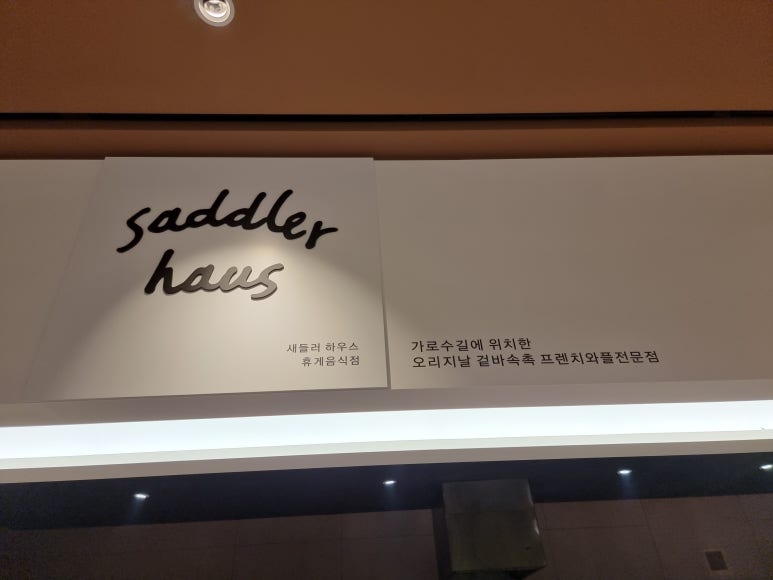 saddler
haus
새들러 하우스
휴게음식점
가로수길에 위치한
오리지날 겉바속촉 프렌치와플전문점